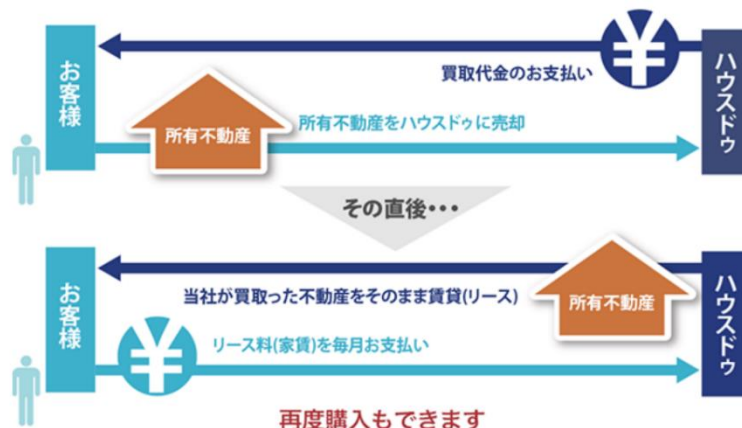 お客様
¥
買取代金のお支払い
ハウスドゥ
所有不動産
所有不動産をハウスドゥに売却
その直後・・・
お客様
当社が買取った不動産をそのまま賃貸(リース)
所有不動産
ハウスドゥ
¥
リース料(家賃)を毎月お支払い
再度購入もできます